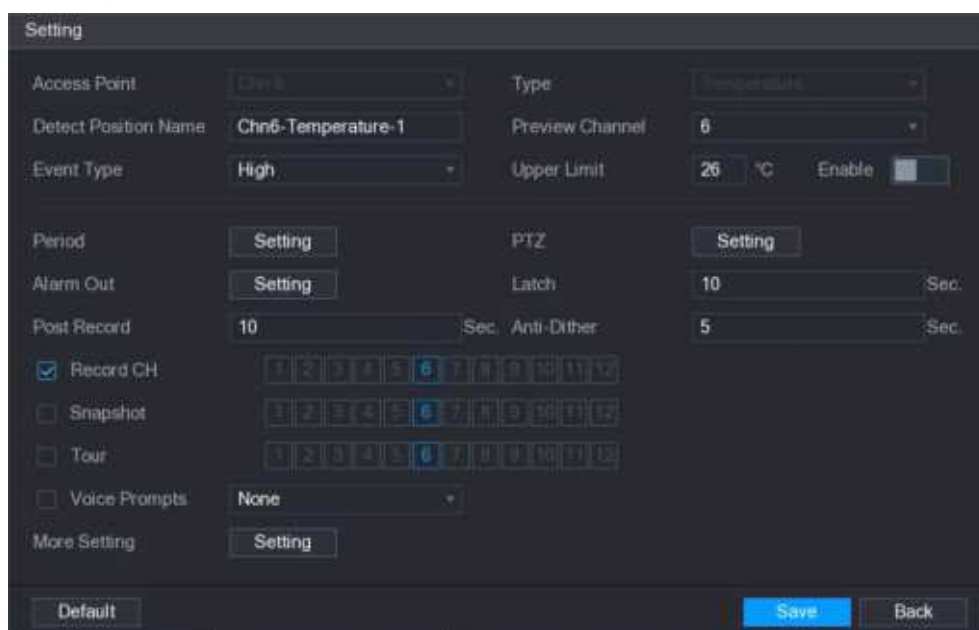 Setting
Access Point Chn6 Type Temperature
Detect Position Name Chn6-Temperature-1 Preview Channel 6
Event Type High Upper Limit 26 °C Enable
Period Setting PTZ Setting
Alarm Out Setting Latch 10 Sec.
Post Record 10 Sec. Anti-Dither 5 Sec.
Record CH 1 2 3 4 5 6 7 8 9 10 11 12
Snapshot 1 2 3 4 5 6 7 8 9 10 11 12
Tour 1 2 3 4 5 6 7 8 9 10 11 12
Voice Prompts None
More Setting Setting
Default Save Back